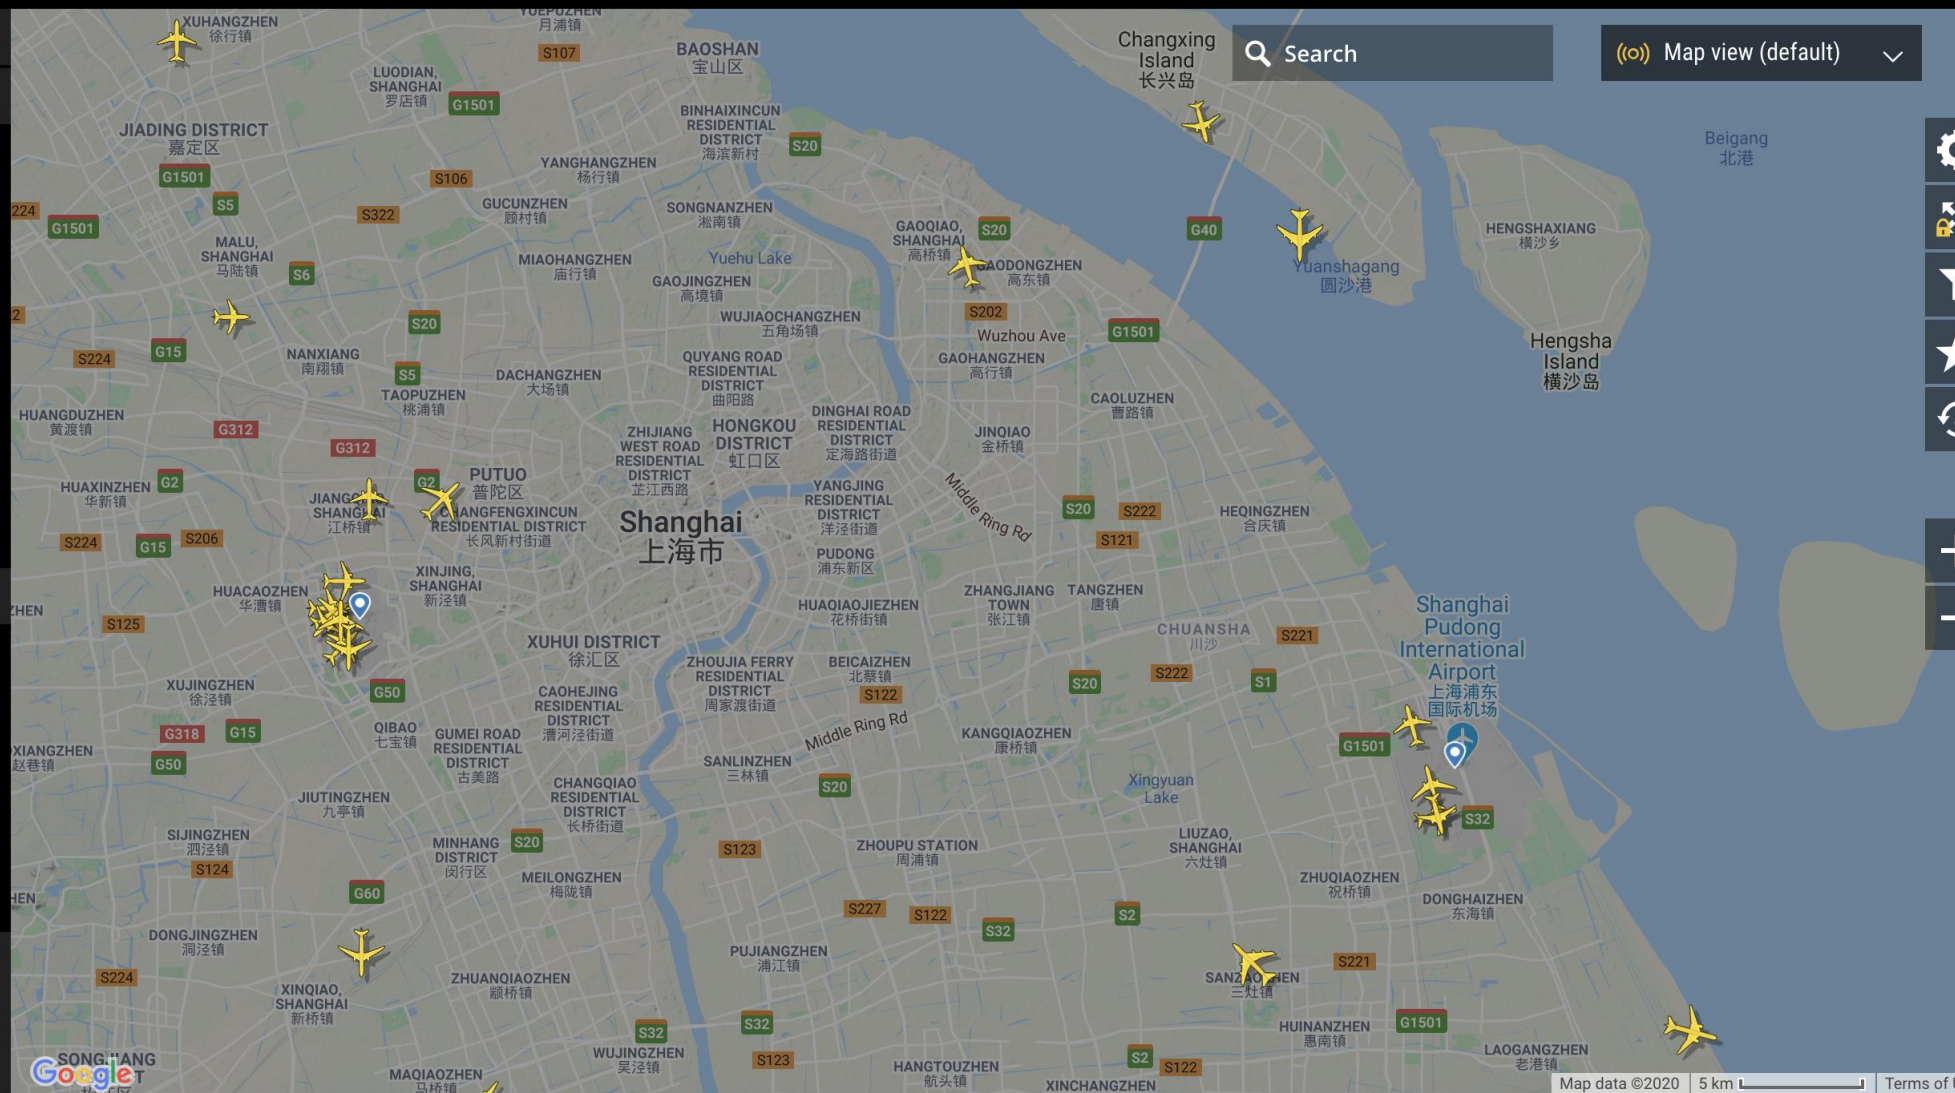 XUHANGZHEN
徐行镇
YUEPUZHEN
月浦镇
S107
BAOSHAN
宝山区
Changxing
Island
长兴岛
Search
Map view (default)
LUODIAN,
SHANGHAI
罗店镇
G1501
BINHAIXINCUN
RESIDENTIAL
DISTRICT
海滨新村
S20
JIADING DISTRICT
嘉定区
G1501
S5
YANGHANGZHEN
杨行镇
S106
Beigang
北港
224
G1501
S322
GUCUNZHEN
顾村镇
SONGNANZHEN
淞南镇
GAOQIAO,
SHANGHAI
高桥镇
S20
G40
HENGSHAXIANG
横沙乡
MALU,
SHANGHAI
马陆镇
S6
MIAOHANGZHEN
庙行镇
Yuehu Lake
GAODONGZHEN
高东镇
Yuanshagang
圆沙港
GAOJINGZHEN
高境镇
2
S20
WUJIAOCHANGZHEN
五角场镇
S202
Wuzhou Ave
G1501
Hengsha
Island
横沙岛
S224
G15
NANXIANG
南翔镇
S5
DACHANGZHEN
大场镇
QUYANG ROAD
RESIDENTIAL
DISTRICT
曲阳路
GAOHANGZHEN
高行镇
TAOPUZHEN
桃浦镇
CAOLUZHEN
曹路镇
HUANGDUZHEN
黄渡镇
G312
G312
ZHIJIANG
WEST ROAD
RESIDENTIAL
DISTRICT
芷江西路
HONGKOU
DISTRICT
虹口区
DINGHAI ROAD
RESIDENTIAL
DISTRICT
定海路街道
JINQIAO
金桥镇
HUAXINZHEN
华新镇
G2
G2
PUTUO
普陀区
JIANG
SHANGHAI
江桥镇
CHANGFENGXINCUN
RESIDENTIAL DISTRICT
长风新村街道
Shanghai
上海市
YANGJING
RESIDENTIAL
DISTRICT
洋泾街道
Middle Ring Rd
S20
S222
S121
HEQINGZHEN
合庆镇
S224
G15
S206
PUDONG
浦东新区
HUACAOZHEN
华漕镇
XINJING,
SHANGHAI
新泾镇
ZHEN
S125
HUAQIAOJIEZHEN
花桥街镇
ZHANGJIANG
TOWN
张江镇
TANGZHEN
唐镇
CHUANSHA
川沙
S221
Shanghai
Pudong
International
Airport
上海浦东
国际机场
XUHUI DISTRICT
徐汇区
ZHOUJIA FERRY
RESIDENTIAL
DISTRICT
周家渡街道
BEICAIZHEN
北蔡镇
S122
S20
S222
S1
XUJINGZHEN
徐泾镇
G50
CAOHEJING
RESIDENTIAL
DISTRICT
漕河泾街道
G318
G15
QIBAO
七宝镇
GUMEI ROAD
RESIDENTIAL
DISTRICT
古美路
Middle Ring Rd
KANGQIAOZHEN
康桥镇
G1501
XIANGZHEN
赵巷镇
G50
SANLINZHEN
三林镇
S20
Xingyuan
Lake
JIUTINGZHEN
九亭镇
CHANGQIAO
RESIDENTIAL
DISTRICT
长桥街道
S32
SIJINGZHEN
泗泾镇
S124
MINHANG
DISTRICT
闵行区
S20
S123
ZHOUPU STATION
周浦镇
LIUZAO,
SHANGHAI
六灶镇
MEILONGZHEN
梅陇镇
ZHUQIAOZHEN
祝桥镇
DONGHAIZHEN
东海镇
HEN
G60
S227
S122
S32
S2
DONGJINGZHEN
洞泾镇
PUJIANGZHEN
浦江镇
S221
S224
XINQIAO,
SHANGHAI
新桥镇
ZHUANQIAOZHEN
颛桥镇
三灶镇
S32
S32
HUINANZHEN
惠南镇
G1501
WUJINGZHEN
吴泾镇
S123
HANGTOUZHEN
航头镇
S2
S122
LAOGANGZHEN
老港镇
Google
MAQIAOZHEN
马桥镇
XINCHANGZHEN
Map data ©2020
5 km
Terms of